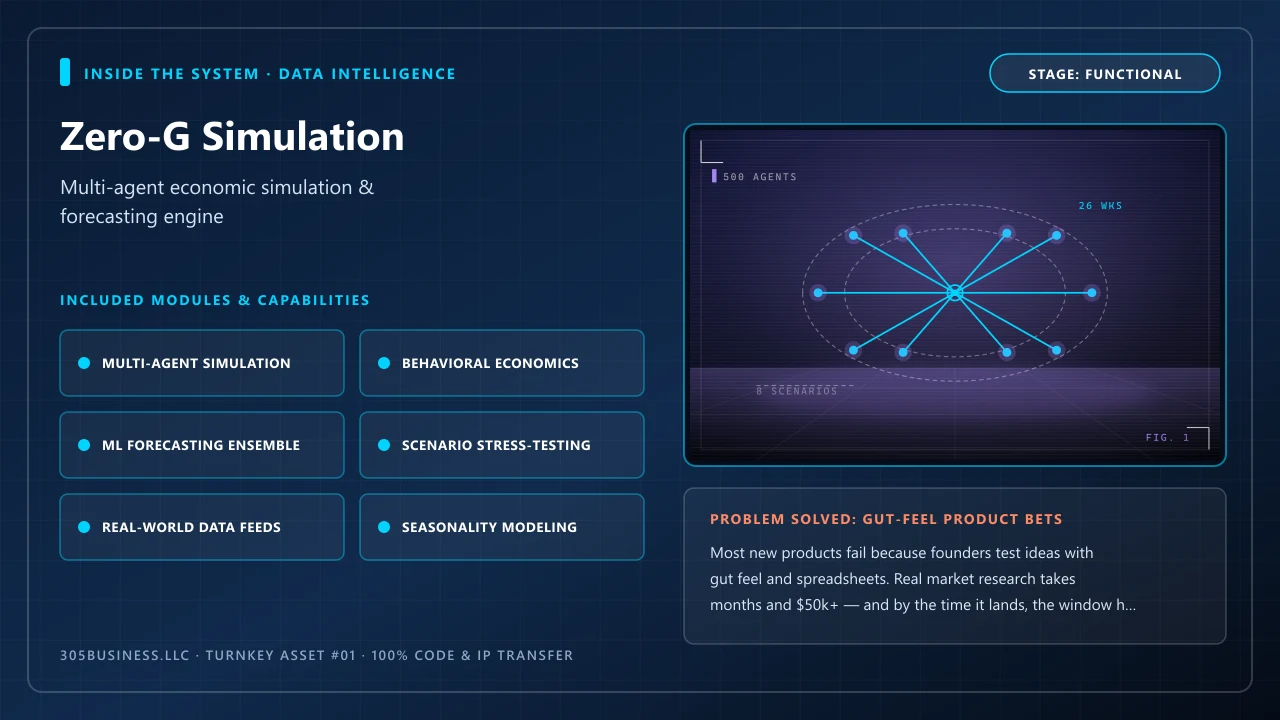 INSIDE THE SYSTEM · DATA INTELLIGENCE
STAGE: FUNCTIONAL
Zero-G Simulation
Multi-agent economic simulation &
forecasting engine
INCLUDED MODULES & CAPABILITIES
MULTI-AGENT SIMULATION
BEHAVIORAL ECONOMICS
ML FORECASTING ENSEMBLE
SCENARIO STRESS-TESTING
REAL-WORLD DATA FEEDS
SEASONALITY MODELING
500 AGENTS
26 WKS
8 SCENARIOS
FIG. 1
PROBLEM SOLVED: GUT-FEEL PRODUCT BETS
Most new products fail because founders test ideas with
gut feel and spreadsheets. Real market research takes
months and $50k+ — and by the time it lands, the window h...
305BUSINESS.LLC · TURNKEY ASSET #01 · 100% CODE & IP TRANSFER